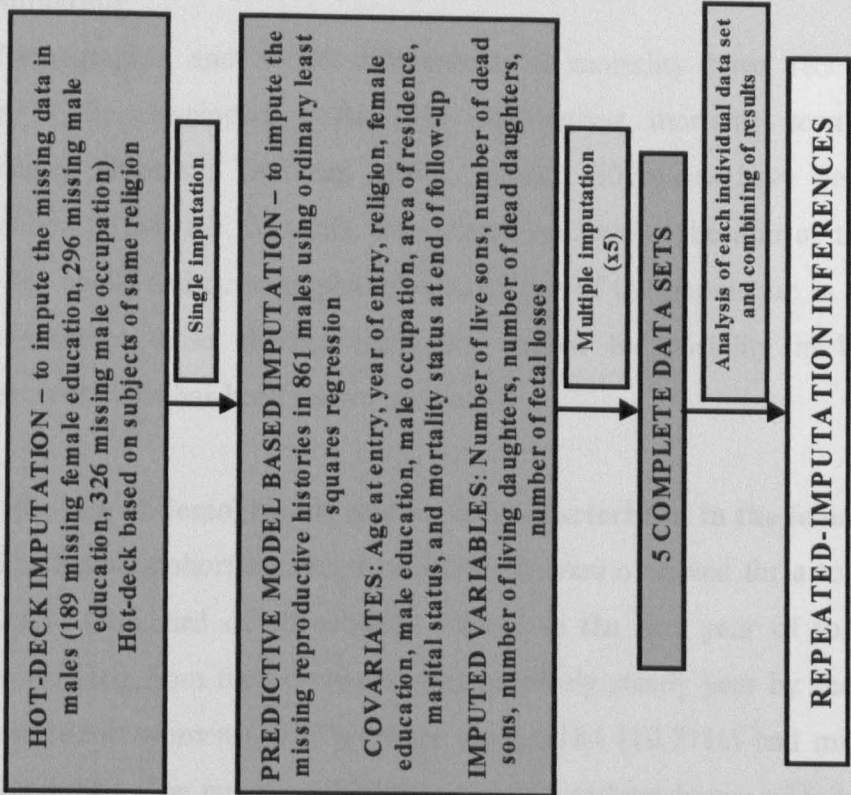 HOT-DECK IMPUTATION – to impute the missing data in
mies (189 missing female education, 296 missing male
education, 326 missing male occupation)
Hot-deck based on subjects of same religion
Single imputation
PREDICTIVE MODEL BASED IMPUTATION – to impute the
missing reproductive histories in 861 males using ordinary least
squares regression
COVARIATES: Age at entry, year of entry, religion, female
education, male education, male occupation, area of residence,
marital status, and mortality status at end of follow-up
IMPUTED VARIABLES: Number of live sons, number of dead
sons, number of living daughters, number of dead daughters,
number of fetal losses
Multiple imputation
(x5)
5 COMPLETE DATA SETS
Analysis of each individual data set
and combining of results
REPEATED-IMPUTATION INFERENCES